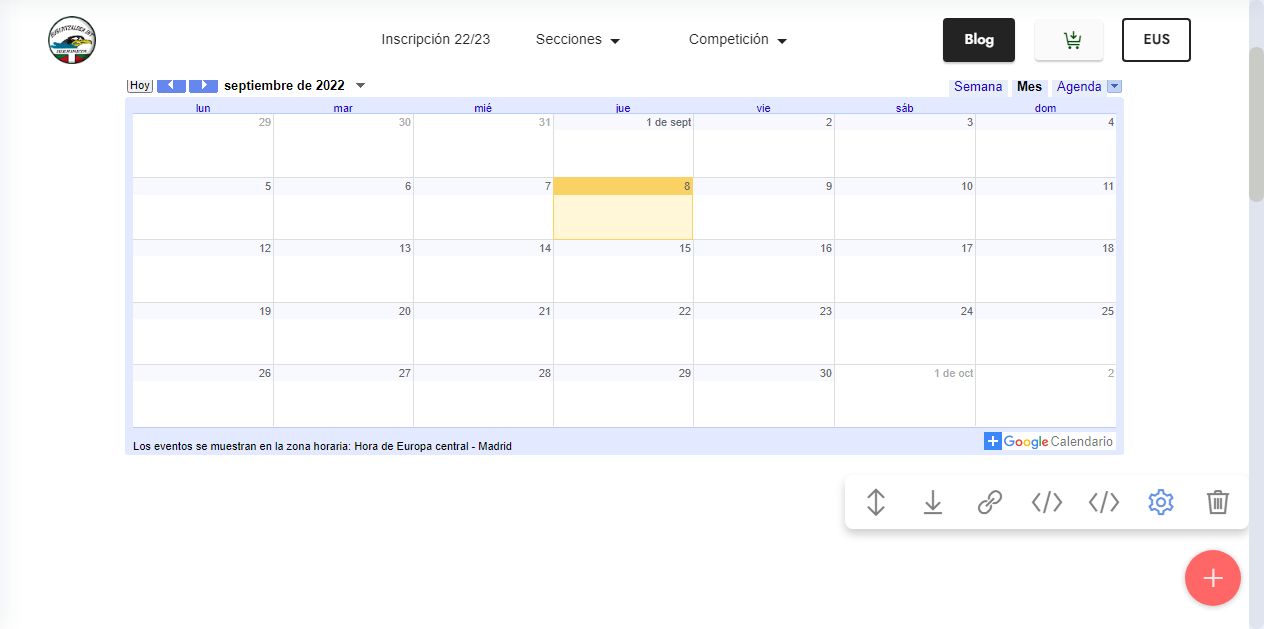 Inscripción 22/23
Secciones
Competición
Blog
EUS
Hoy
septiembre de 2022
Semana
Mes
Agenda
lun mar mié jue vie sáb dom
29 30 31 1 de sept 2 3 4
5 6 7 8 9 10 11
12 13 14 15 16 17 18
19 20 21 22 23 24 25
26 27 28 29 30 1 de oct 2
Los eventos se muestran en la zona horaria: Hora de Europa central - Madrid
Google Calendario